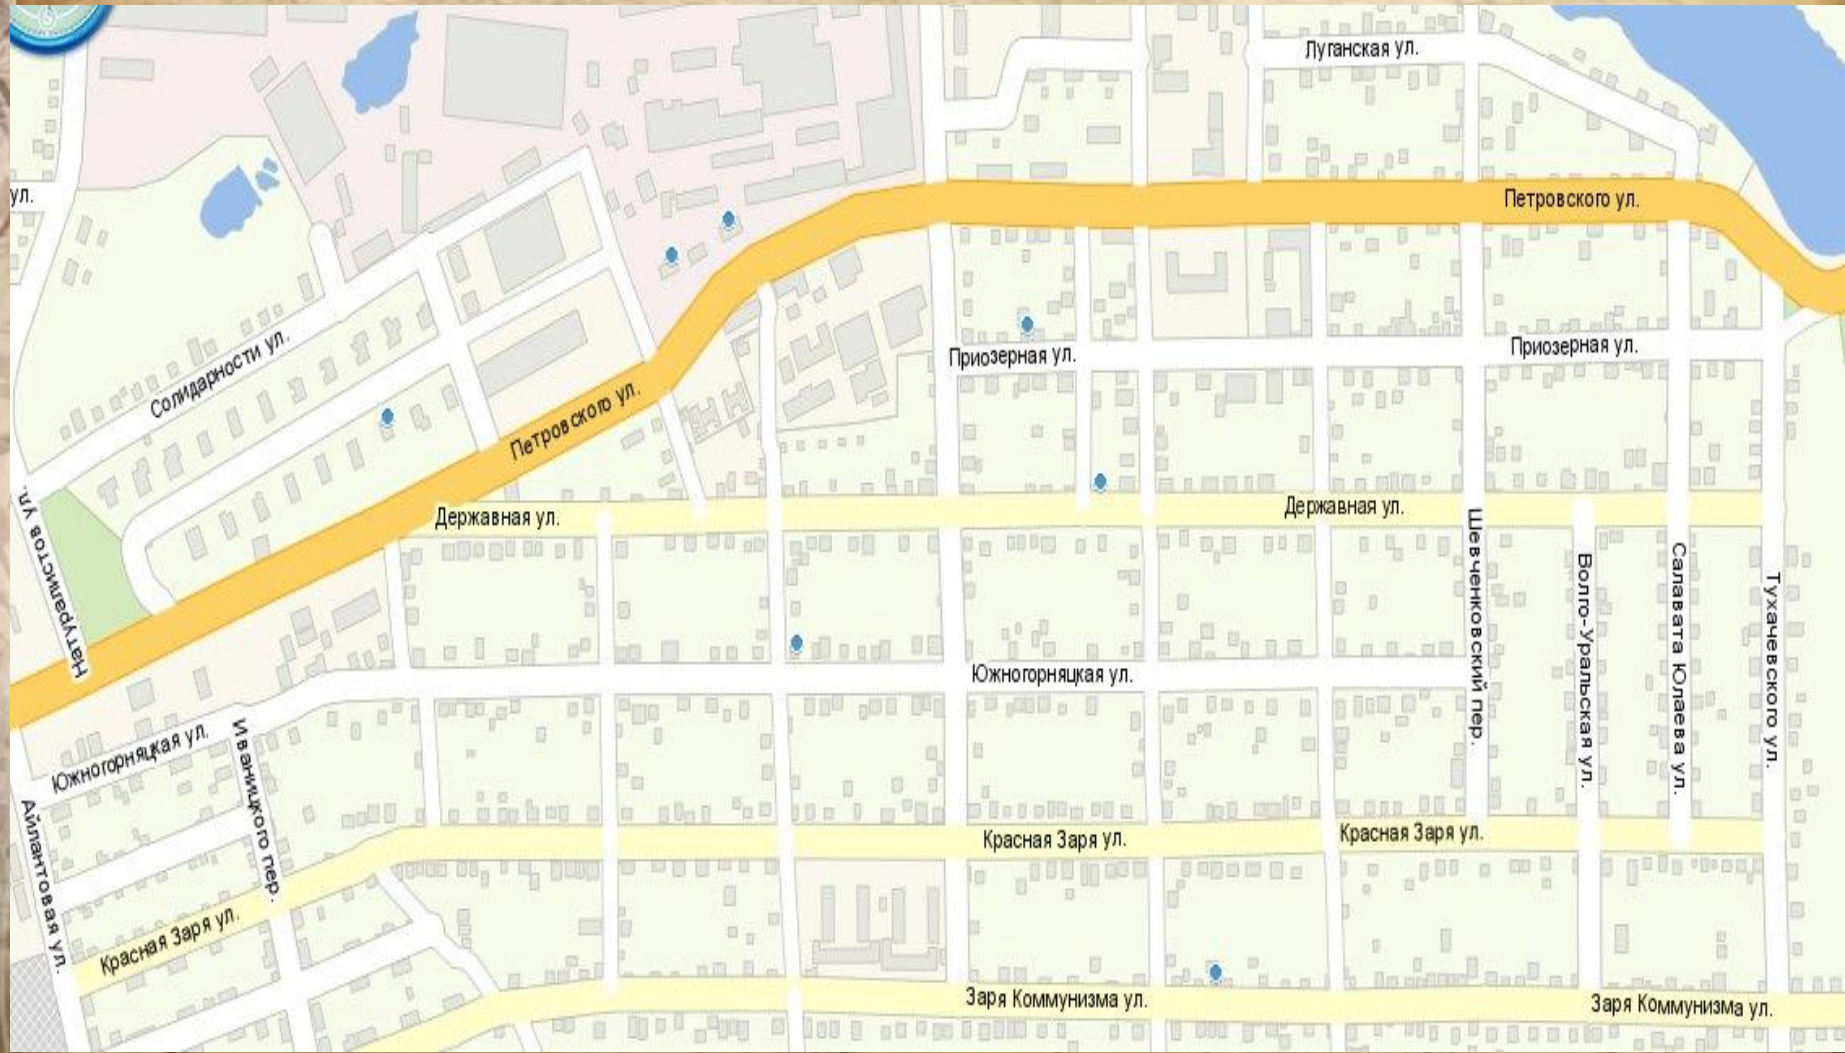 Луганская ул.
ул.
Петровского ул.
Солидарности ул.
Приозерная ул.
Приозерная ул.
Петровского ул.
Державная ул.
Державная ул.
Натуралистов ул.
Шевченковский пер.
Волго-Уральская ул.
Салавата Юлаева ул.
Тухачевского ул.
Южногорняцкая ул.
Южногорняцкая ул.
Иваницкого пер.
Айлантовая ул.
Красная Заря ул.
Красная Заря ул.
Красная Заря ул.
Заря Коммунизма ул.
Заря Коммунизма ул.